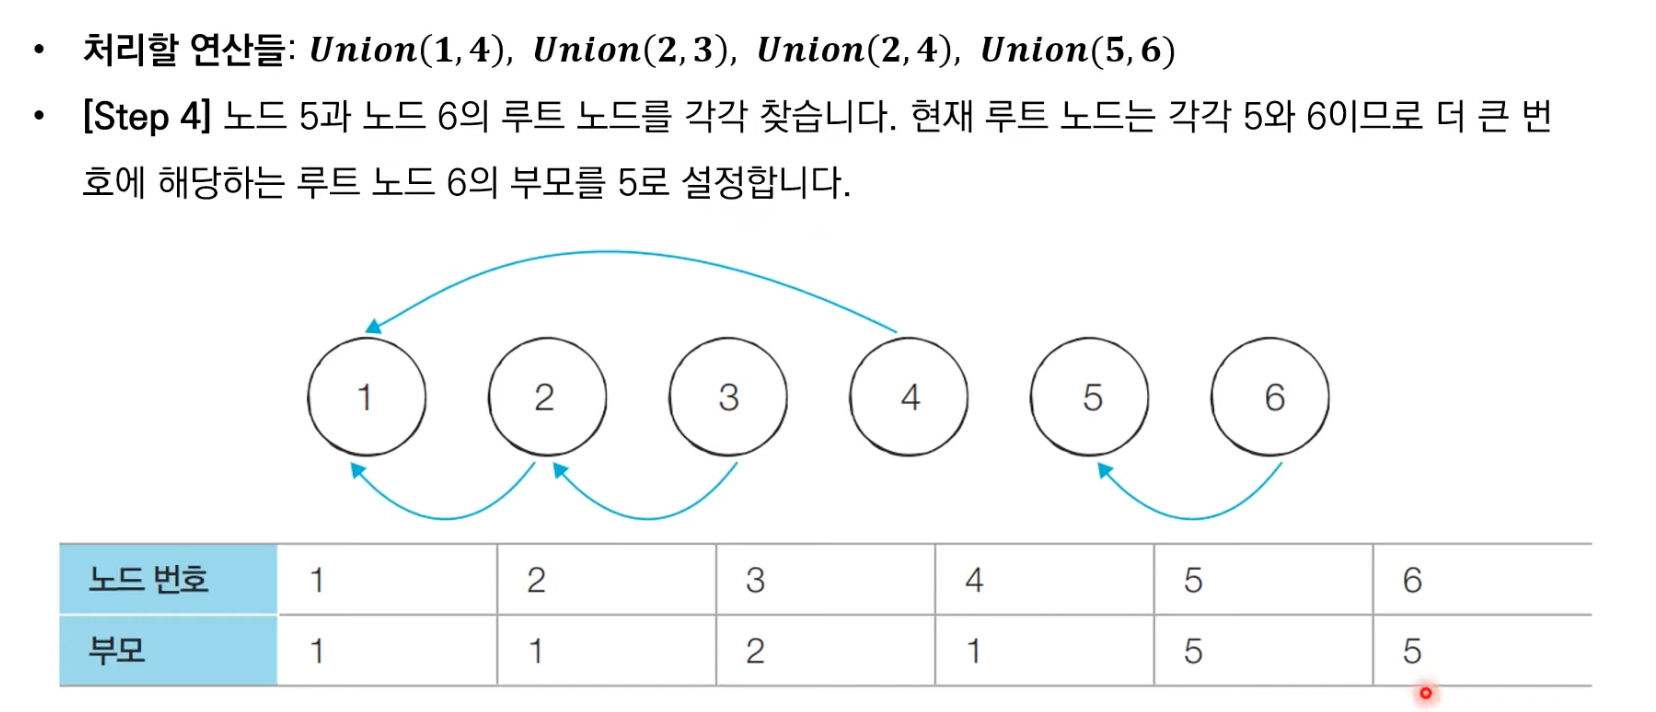 • 처리할 연산들: Union(1,4), Union(2,3), Union(2,4), Union(5,6)
• [Step 4] 노드 5과 노드 6의 루트 노드를 각각 찾습니다. 현재 루트 노드는 각각 5와 6이므로 더 큰 번
호에 해당하는 루트 노드 6의 부모를 5로 설정합니다.
1 2 3 4 5 6
노드 번호 1 2 3 4 5 6
부모 1 1 2 1 5 5